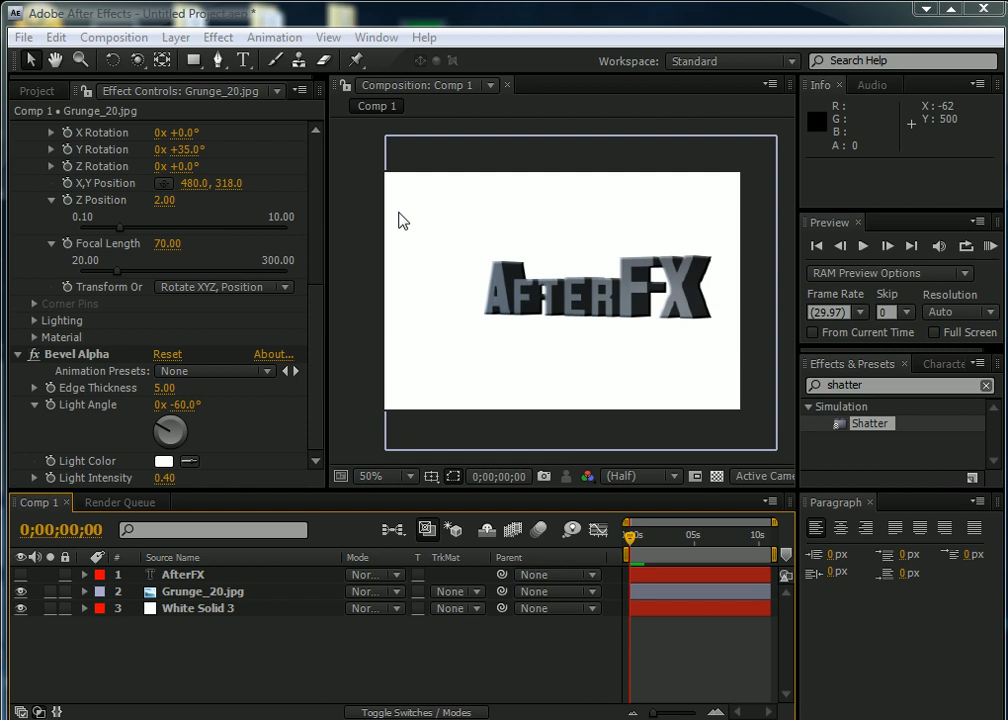 Adobe After Effects - Untitled Project.aep *
File Edit Composition Layer Effect Animation View Window Help
Workspace: Standard Search Help
Project Effect Controls: Grunge_20.jpg
Comp 1 • Grunge_20.jpg
X Rotation 0x +0.0°
Y Rotation 0x +35.0°
Z Rotation 0x +0.0°
X,Y Position 480.0, 318.0
Z Position 2.00
0.10 10.00
Focal Length 70.00
20.00 300.00
Transform Or Rotate XYZ, Position
Corner Pins
Lighting
Material
fx Bevel Alpha Reset About...
Animation Presets: None
Edge Thickness 5.00
Light Angle 0x -60.0°
Light Color
Light Intensity 0.40
Composition: Comp 1
Comp 1
AFTERFX
50% 0;00;00;00 (Half) Active Came
Info Audio
R: X: -62
G: Y: 500
B:
A: 0
Preview
RAM Preview Options
Frame Rate Skip Resolution
(29.97) 0 Auto
From Current Time Full Screen
Effects & Presets Characte
shatter
Simulation
Shatter
Comp 1 Render Queue
0;00;00;00
05s 10s
# Source Name Mode T TrkMat Parent
1 T AfterFX Nor... None
2 Grunge_20.jpg Nor... None None
3 White Solid 3 Nor... None None
Toggle Switches / Modes
Paragraph
0 px 0 px 0 px
0 px 0 px